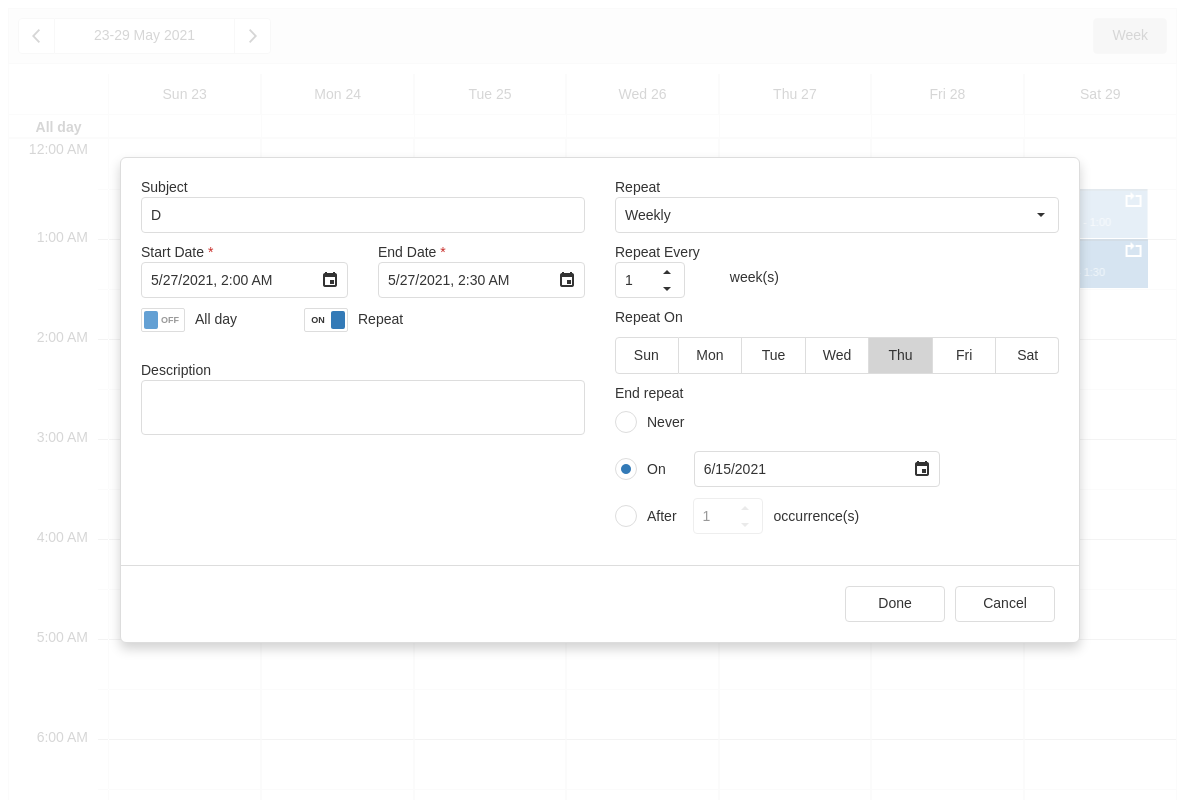 23-29 May 2021
Week
Sun 23
Mon 24
Tue 25
Wed 26
Thu 27
Fri 28
Sat 29
All day
12:00 AM
1:00 AM
2:00 AM
3:00 AM
4:00 AM
5:00 AM
6:00 AM
- 1:00
1:30
Subject
D
Start Date *
End Date *
5/27/2021, 2:00 AM
5/27/2021, 2:30 AM
OFF
All day
ON
Repeat
Description
Repeat
Weekly
Repeat Every
1
week(s)
Repeat On
Sun
Mon
Tue
Wed
Thu
Fri
Sat
End repeat
Never
On
6/15/2021
After
1
occurrence(s)
Done
Cancel